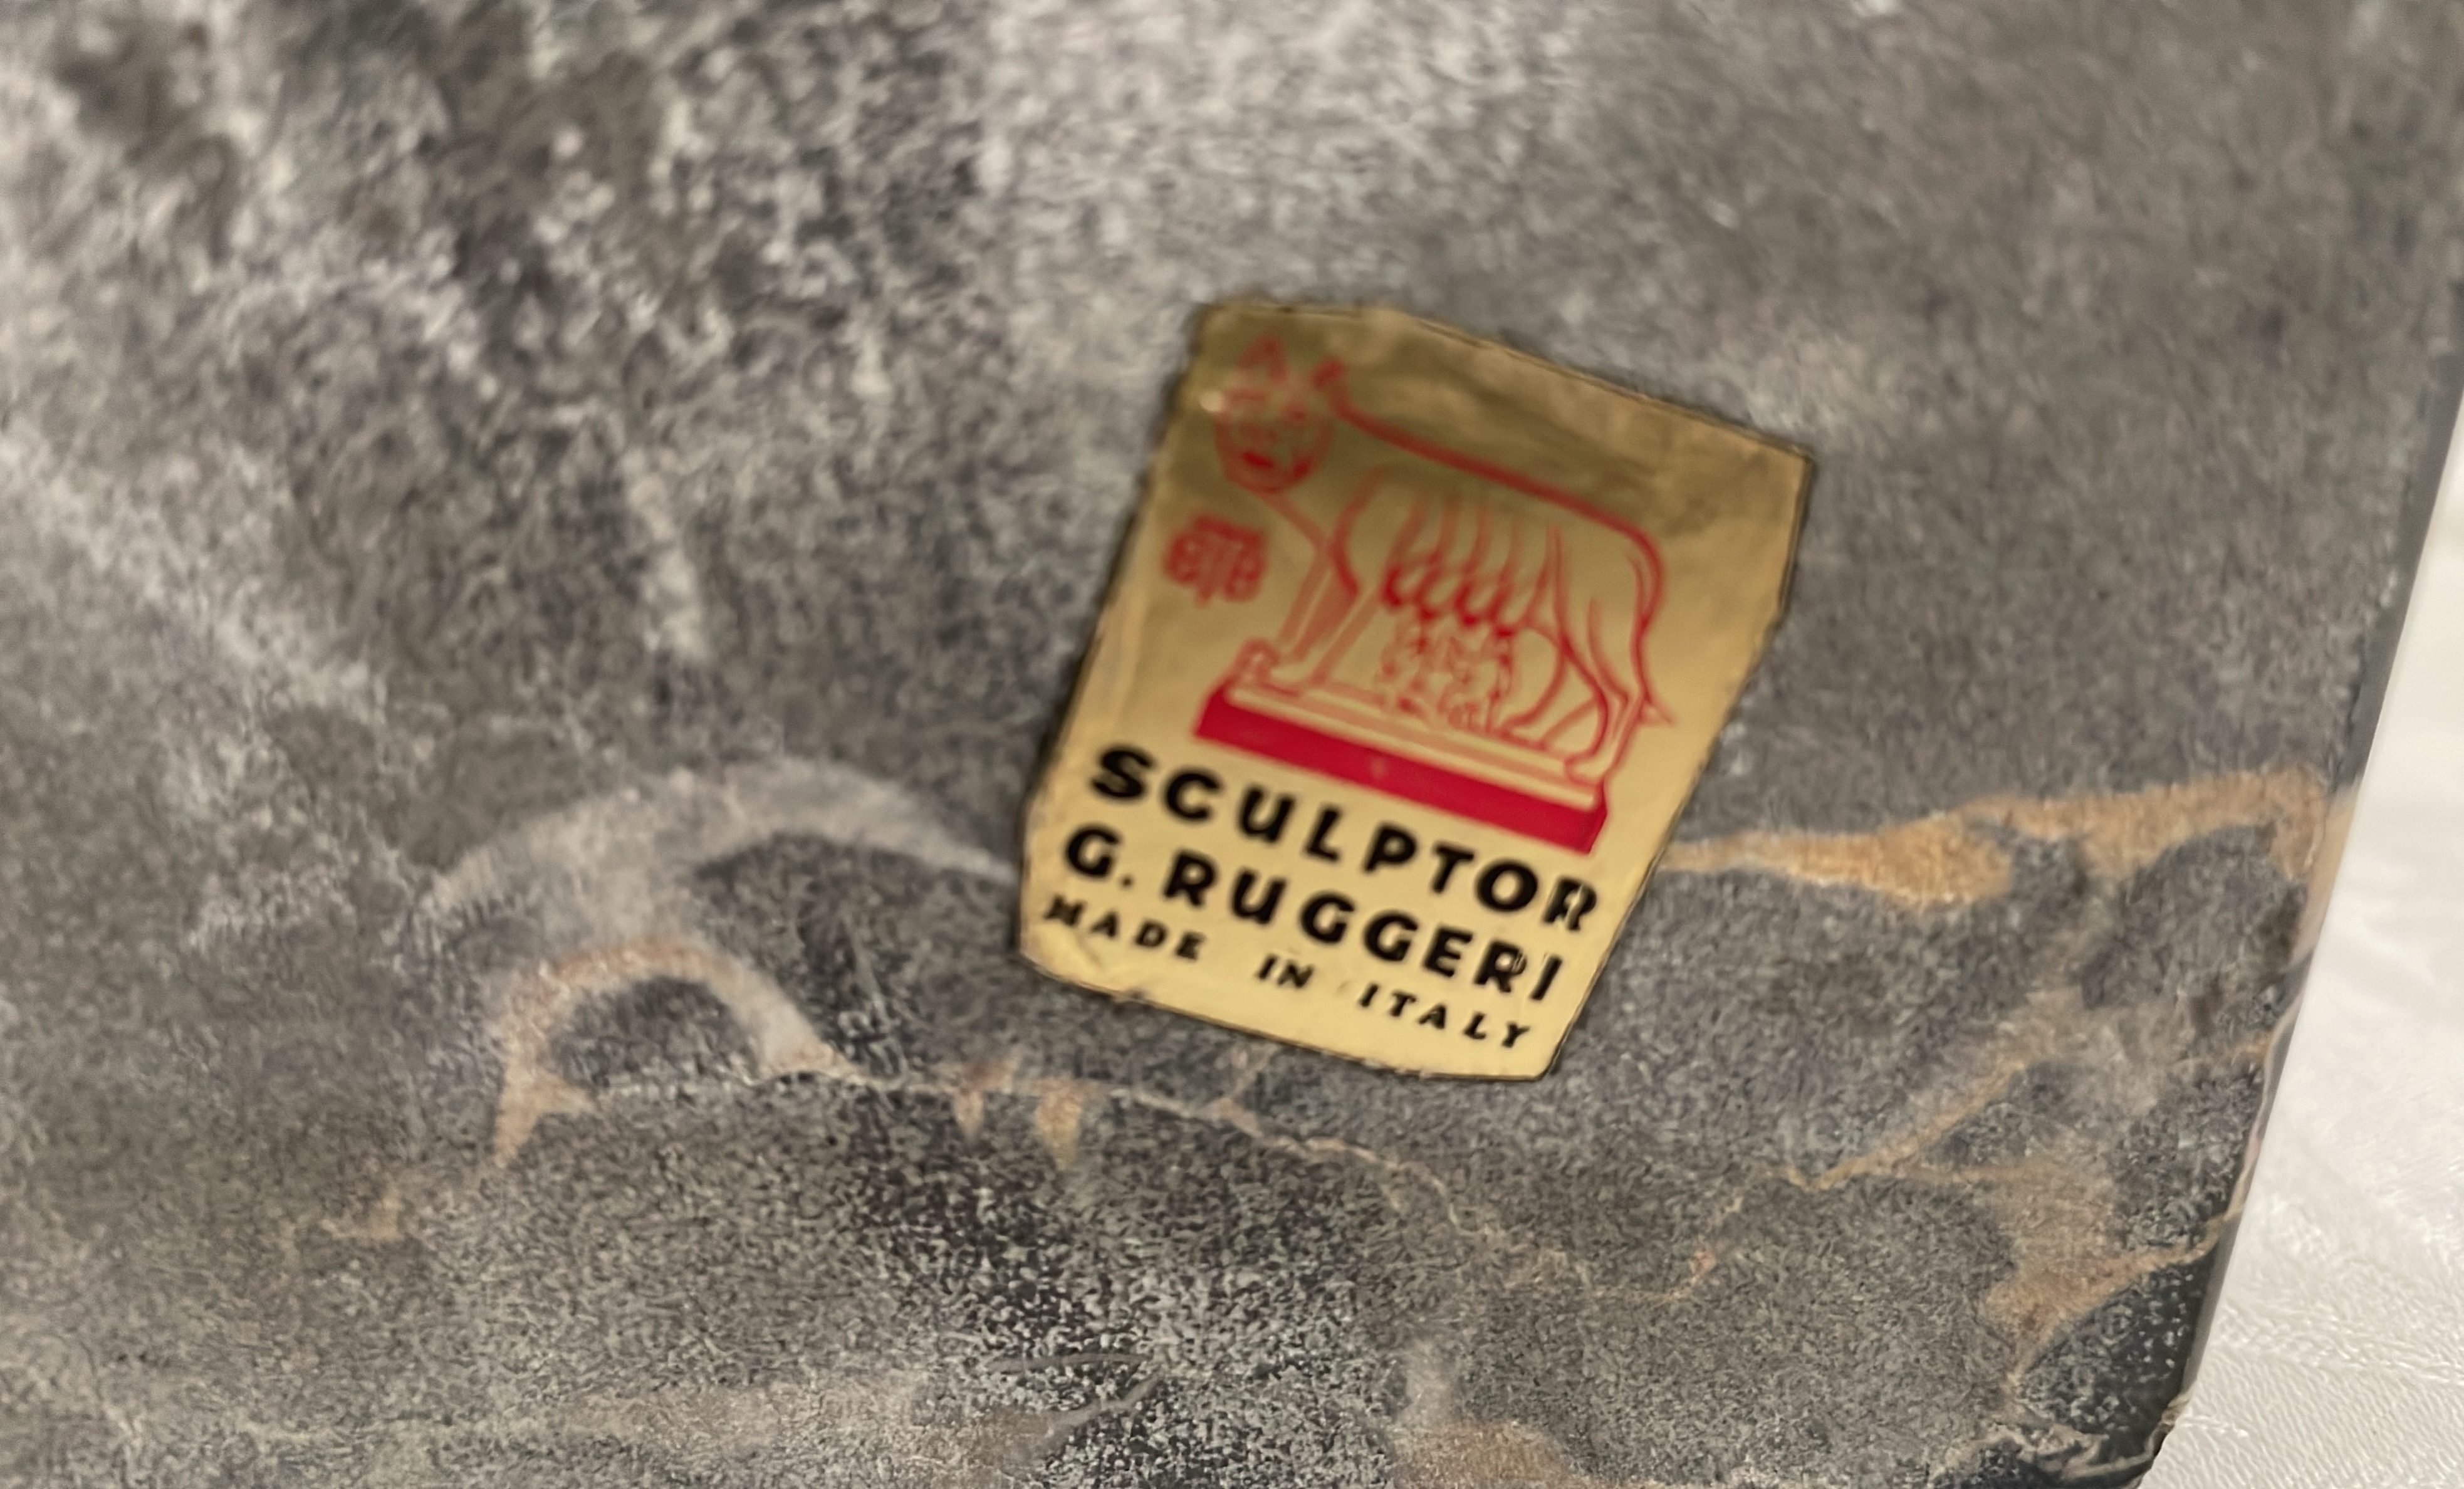 SCULPTOR
G. RUGGERI
MADE IN ITALY